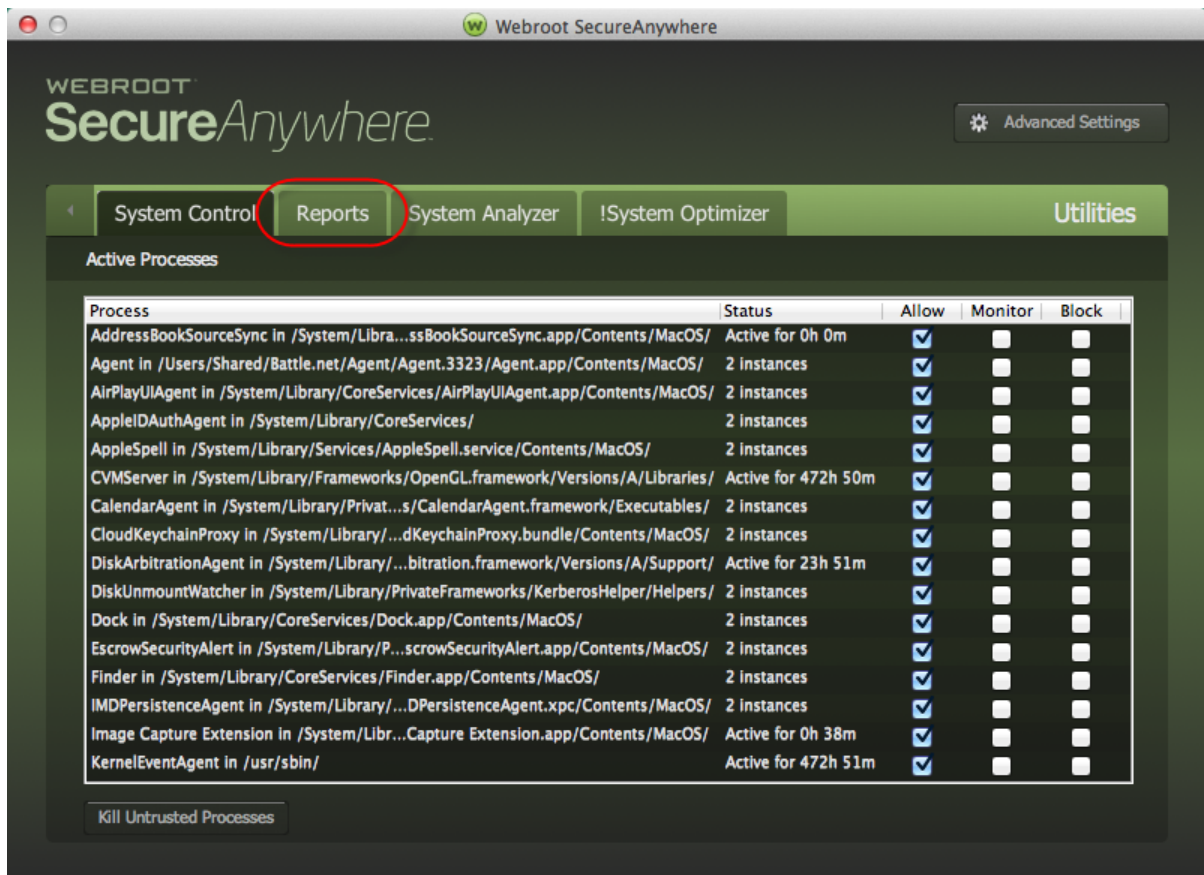 Webroot SecureAnywhere
WEBROOT™
SecureAnywhere™
Advanced Settings
System Control
Reports
System Analyzer
!System Optimizer
Utilities
Active Processes
Process Status Allow Monitor Block
AddressBookSourceSync in /System/Libra...ssBookSourceSync.app/Contents/MacOS/ Active for 0h 0m
Agent in /Users/Shared/Battle.net/Agent/Agent.3323/Agent.app/Contents/MacOS/ 2 instances
AirPlayUIAgent in /System/Library/CoreServices/AirPlayUIAgent.app/Contents/MacOS/ 2 instances
AppleIDAuthAgent in /System/Library/CoreServices/ 2 instances
AppleSpell in /System/Library/Services/AppleSpell.service/Contents/MacOS/ 2 instances
CVMServer in /System/Library/Frameworks/OpenGL.framework/Versions/A/Libraries/ Active for 472h 50m
CalendarAgent in /System/Library/Privat...s/CalendarAgent.framework/Executables/ 2 instances
CloudKeychainProxy in /System/Library/...dKeychainProxy.bundle/Contents/MacOS/ 2 instances
DiskArbitrationAgent in /System/Library/...bitration.framework/Versions/A/Support/ Active for 23h 51m
DiskUnmountWatcher in /System/Library/PrivateFrameworks/KerberosHelper/Helpers/ 2 instances
Dock in /System/Library/CoreServices/Dock.app/Contents/MacOS/ 2 instances
EscrowSecurityAlert in /System/Library/P...scrowSecurityAlert.app/Contents/MacOS/ 2 instances
Finder in /System/Library/CoreServices/Finder.app/Contents/MacOS/ 2 instances
IMDPersistenceAgent in /System/Library/...DPersistenceAgent.xpc/Contents/MacOS/ 2 instances
Image Capture Extension in /System/Libr...Capture Extension.app/Contents/MacOS/ Active for 0h 38m
KernelEventAgent in /usr/sbin/ Active for 472h 51m
Kill Untrusted Processes